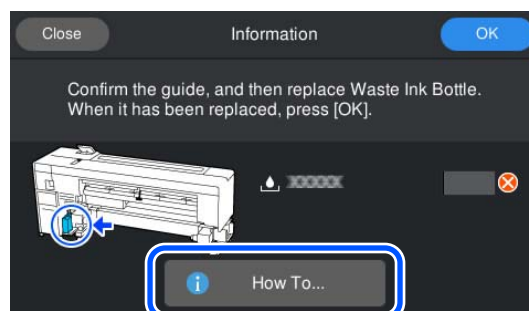 Close
Information
OK
Confirm the guide, and then replace Waste Ink Bottle.
When it has been replaced, press [OK].
How To...